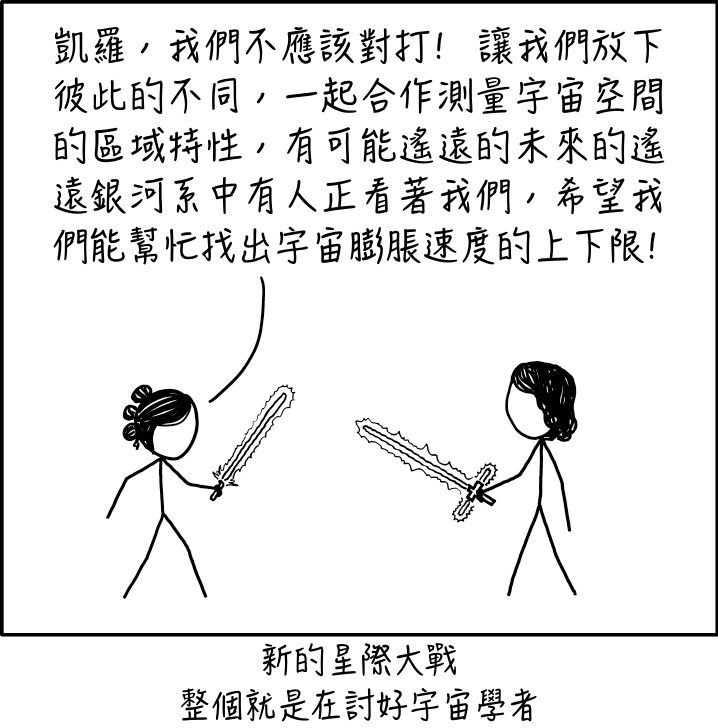 凱羅，我們不應該對打! 讓我們放下
彼此的不同，一起合作測量宇宙空間
的區域特性，有可能遙遠的未來的遙
遠銀河系中有人正看著我們，希望我
們能幫忙找出宇宙膨脹速度的上下限!
新的星際大戰
整個就是在討好宇宙學者